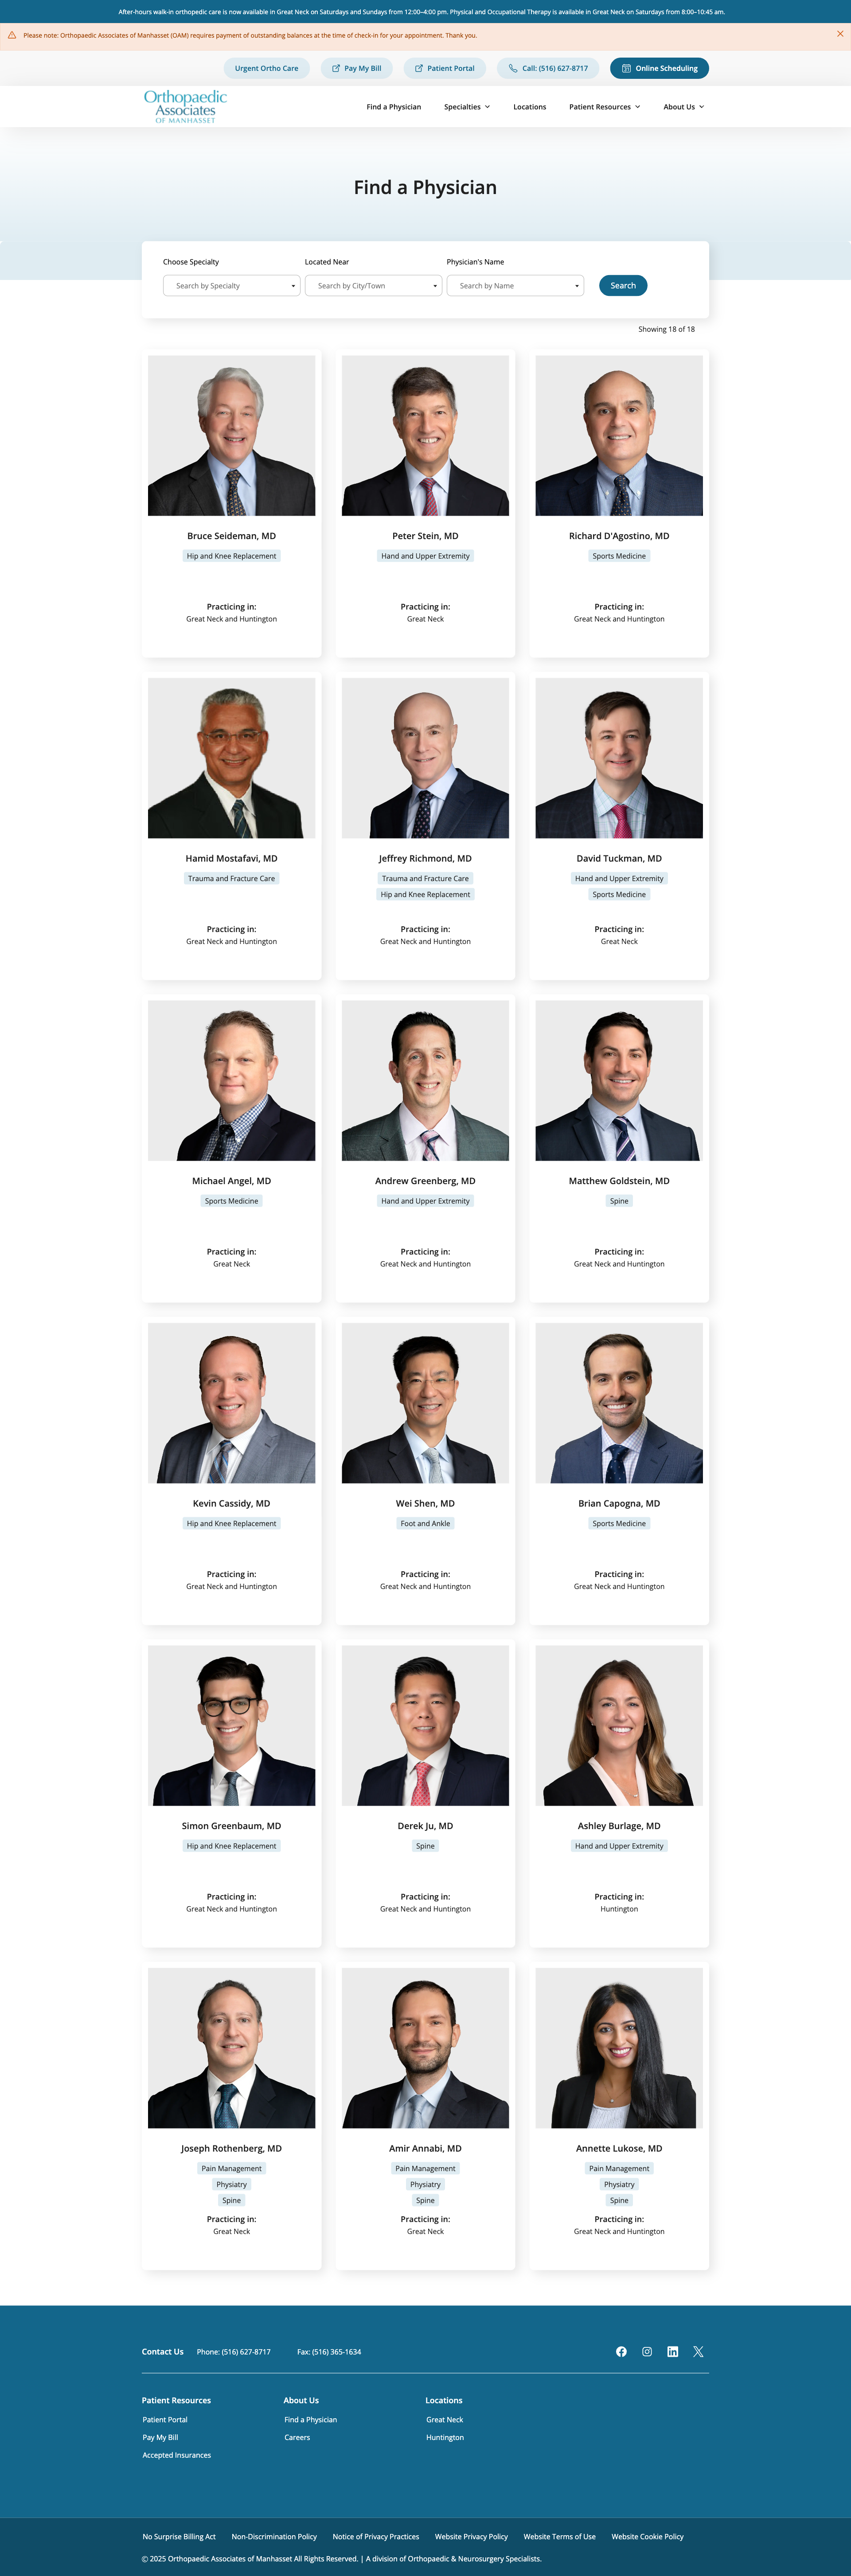 After-hours walk-in orthopedic care is now available in Great Neck on Saturdays and Sundays from 12:00–4:00 pm. Physical and Occupational Therapy is available in Great Neck on Saturdays from 8:00–10:45 am.
Please note: Orthopaedic Associates of Manhasset (OAM) requires payment of outstanding balances at the time of check-in for your appointment. Thank you.
Urgent Ortho Care
Pay My Bill
Patient Portal
Call: (516) 627-8717
Online Scheduling
Orthopaedic
Associates
OF MANHASSET
Find a Physician
Specialties
Locations
Patient Resources
About Us
Find a Physician
Choose Specialty
Located Near
Physician's Name
Search by Specialty
Search by City/Town
Search by Name
Search
Showing 18 of 18
Bruce Seideman, MD
Hip and Knee Replacement
Practicing in:
Great Neck and Huntington
Peter Stein, MD
Hand and Upper Extremity
Practicing in:
Great Neck
Richard D'Agostino, MD
Sports Medicine
Practicing in:
Great Neck and Huntington
Hamid Mostafavi, MD
Trauma and Fracture Care
Practicing in:
Great Neck and Huntington
Jeffrey Richmond, MD
Trauma and Fracture Care
Hip and Knee Replacement
Practicing in:
Great Neck and Huntington
David Tuckman, MD
Hand and Upper Extremity
Sports Medicine
Practicing in:
Great Neck
Michael Angel, MD
Sports Medicine
Practicing in:
Great Neck
Andrew Greenberg, MD
Hand and Upper Extremity
Practicing in:
Great Neck and Huntington
Matthew Goldstein, MD
Spine
Practicing in:
Great Neck and Huntington
Kevin Cassidy, MD
Hip and Knee Replacement
Practicing in:
Great Neck and Huntington
Wei Shen, MD
Foot and Ankle
Practicing in:
Great Neck and Huntington
Brian Capogna, MD
Sports Medicine
Practicing in:
Great Neck and Huntington
Simon Greenbaum, MD
Hip and Knee Replacement
Practicing in:
Great Neck and Huntington
Derek Ju, MD
Spine
Practicing in:
Great Neck and Huntington
Ashley Burlage, MD
Hand and Upper Extremity
Practicing in:
Huntington
Joseph Rothenberg, MD
Pain Management
Physiatry
Spine
Practicing in:
Great Neck
Amir Annabi, MD
Pain Management
Physiatry
Spine
Practicing in:
Great Neck
Annette Lukose, MD
Pain Management
Physiatry
Spine
Practicing in:
Great Neck and Huntington
Contact Us
Phone: (516) 627-8717
Fax: (516) 365-1634
Patient Resources
Patient Portal
Pay My Bill
Accepted Insurances
About Us
Find a Physician
Careers
Locations
Great Neck
Huntington
No Surprise Billing Act
Non-Discrimination Policy
Notice of Privacy Practices
Website Privacy Policy
Website Terms of Use
Website Cookie Policy
© 2025 Orthopaedic Associates of Manhasset All Rights Reserved. | A division of Orthopaedic & Neurosurgery Specialists.